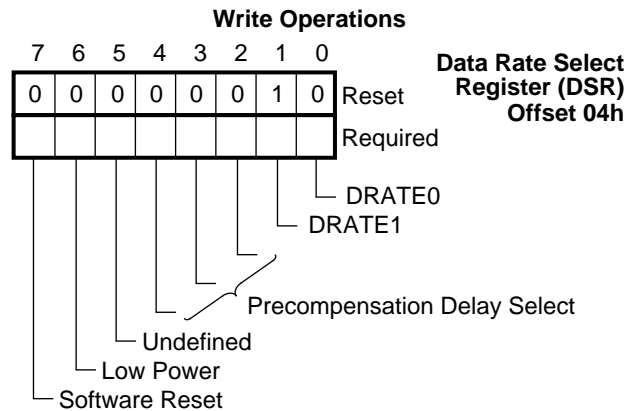 Write Operations
7 6 5 4 3 2 1 0
Data Rate Select
Register (DSR)
Offset 04h
0 0 0 0 0 0 1 0 Reset
Required
DRATE0
DRATE1
Precompensation Delay Select
Undefined
Low Power
Software Reset